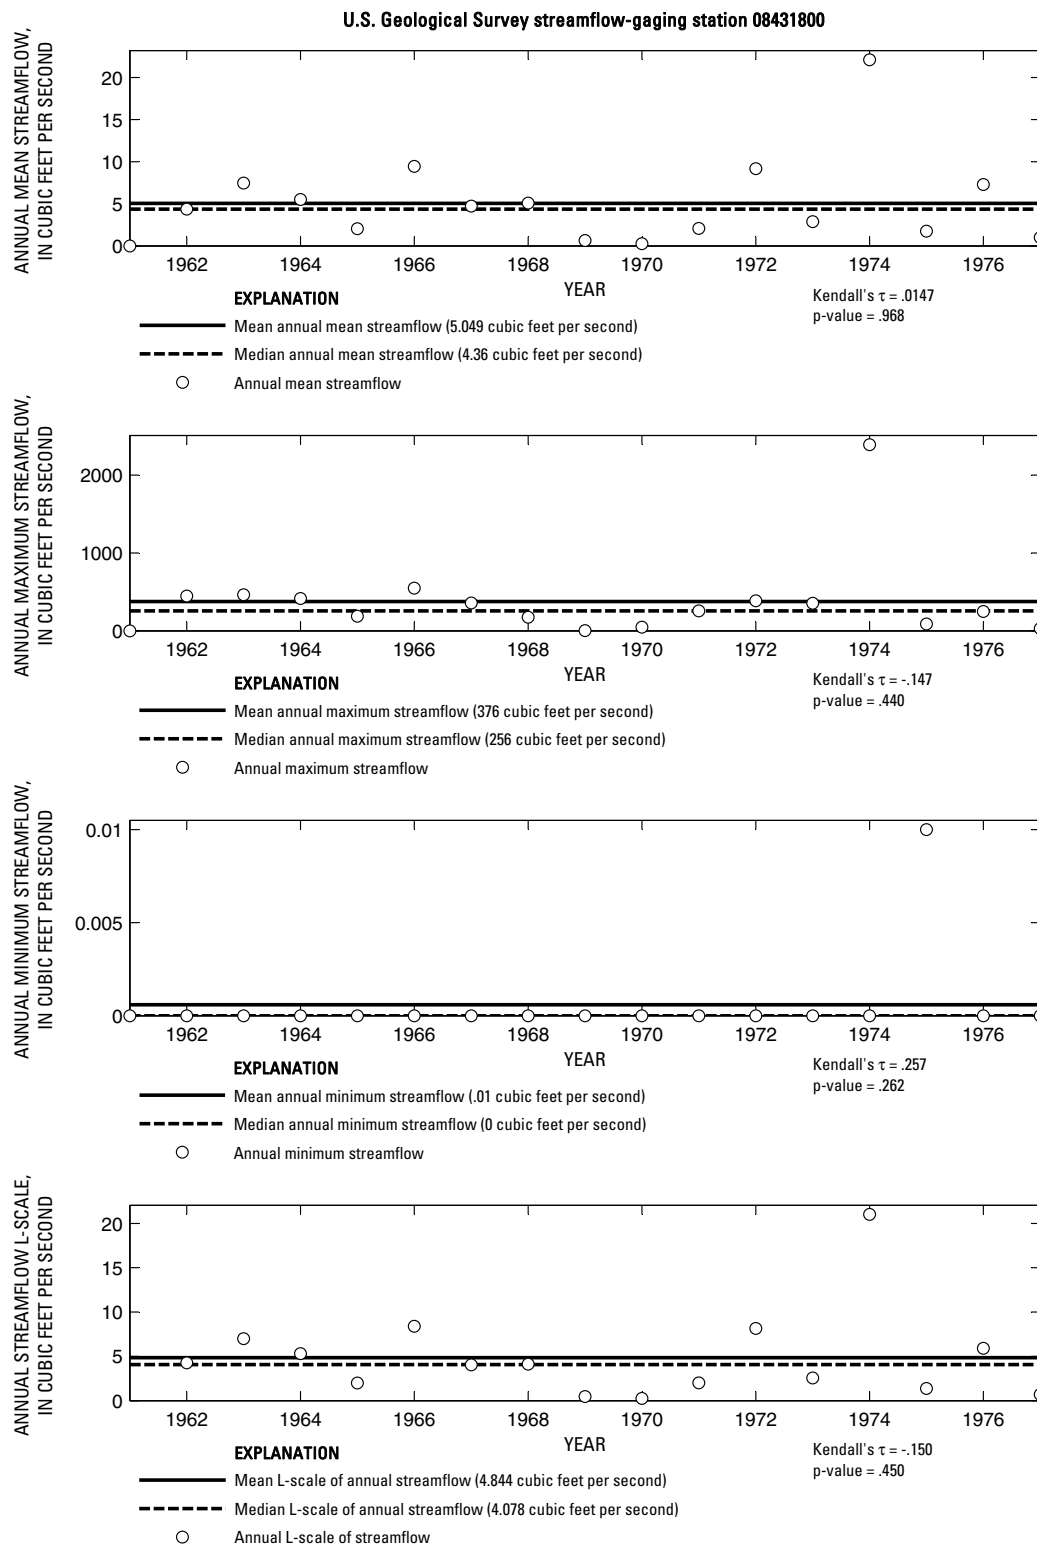 U.S. Geological Survey streamflow-gaging station 08431800
ANNUAL MEAN STREAMFLOW,
IN CUBIC FEET PER SECOND
20
15
10
5
0
1962 1964 1966 1968 1970 1972 1974 1976
YEAR
Kendall's τ = .0147
p-value = .968
EXPLANATION
Mean annual mean streamflow (5.049 cubic feet per second)
Median annual mean streamflow (4.36 cubic feet per second)
Annual mean streamflow
ANNUAL MAXIMUM STREAMFLOW,
IN CUBIC FEET PER SECOND
2000
1000
0
1962 1964 1966 1968 1970 1972 1974 1976
YEAR
Kendall's τ = -.147
p-value = .440
EXPLANATION
Mean annual maximum streamflow (376 cubic feet per second)
Median annual maximum streamflow (256 cubic feet per second)
Annual maximum streamflow
ANNUAL MINIMUM STREAMFLOW,
IN CUBIC FEET PER SECOND
0.01
0.005
0
1962 1964 1966 1968 1970 1972 1974 1976
YEAR
Kendall's τ = .257
p-value = .262
EXPLANATION
Mean annual minimum streamflow (.01 cubic feet per second)
Median annual minimum streamflow (0 cubic feet per second)
Annual minimum streamflow
ANNUAL STREAMFLOW L-SCALE,
IN CUBIC FEET PER SECOND
20
15
10
5
0
1962 1964 1966 1968 1970 1972 1974 1976
YEAR
Kendall's τ = -.150
p-value = .450
EXPLANATION
Mean L-scale of annual streamflow (4.844 cubic feet per second)
Median L-scale of annual streamflow (4.078 cubic feet per second)
Annual L-scale of streamflow